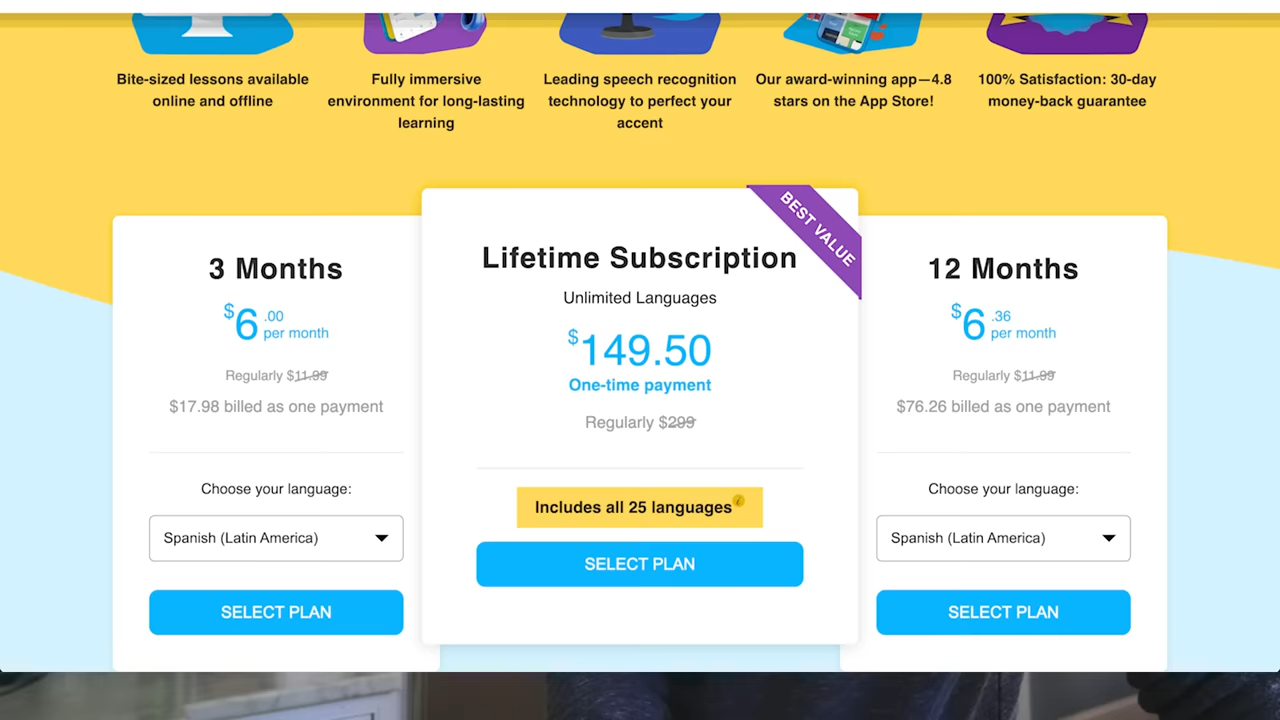 Bite-sized lessons available
online and offline
Fully immersive
environment for long-lasting
learning
Leading speech recognition
technology to perfect your
accent
Our award-winning app—4.8
stars on the App Store!
100% Satisfaction: 30-day
money-back guarantee
3 Months
$6.00
per month
Regularly $11.99
$17.98 billed as one payment
Choose your language:
Spanish (Latin America)
SELECT PLAN
BEST VALUE
Lifetime Subscription
Unlimited Languages
$149.50
One-time payment
Regularly $299
Includes all 25 languages
SELECT PLAN
12 Months
$6.36
per month
Regularly $11.99
$76.26 billed as one payment
Choose your language:
Spanish (Latin America)
SELECT PLAN